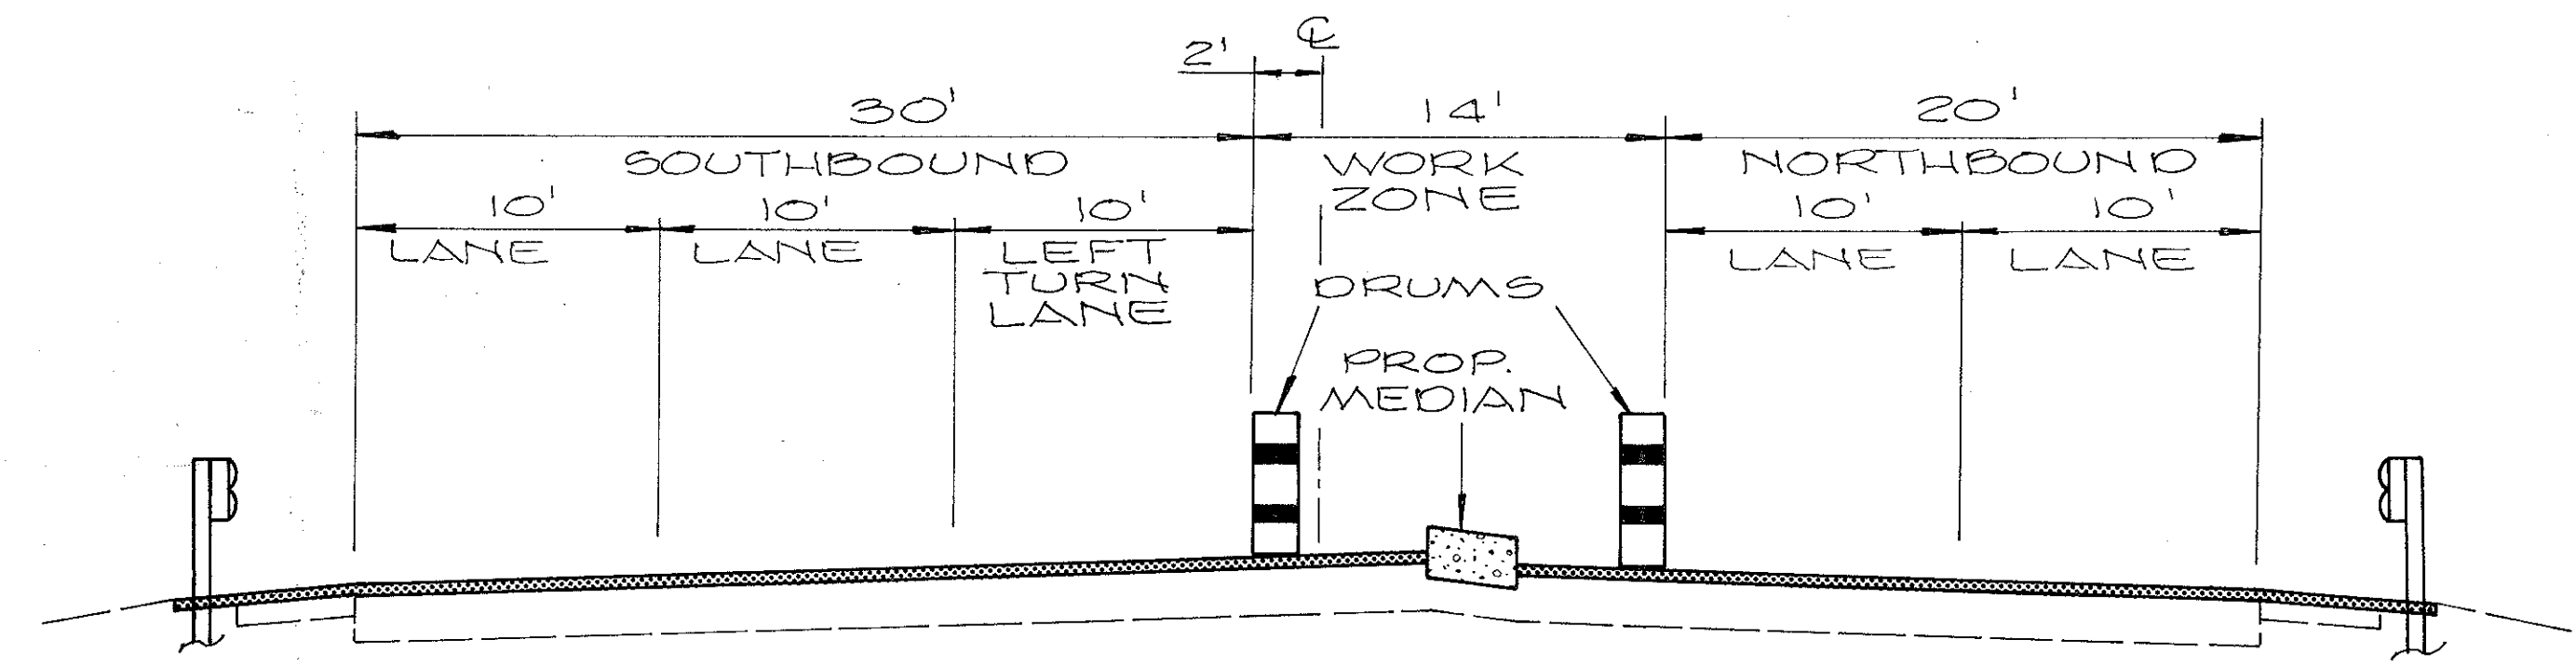 ℄
2'
30'
14'
20'
SOUTHBOUND
WORK
ZONE
NORTHBOUND
10'
10'
10'
10'
10'
LANE
LANE
LEFT
TURN
LANE
LANE
LANE
DRUMS
PROP.
MEDIAN